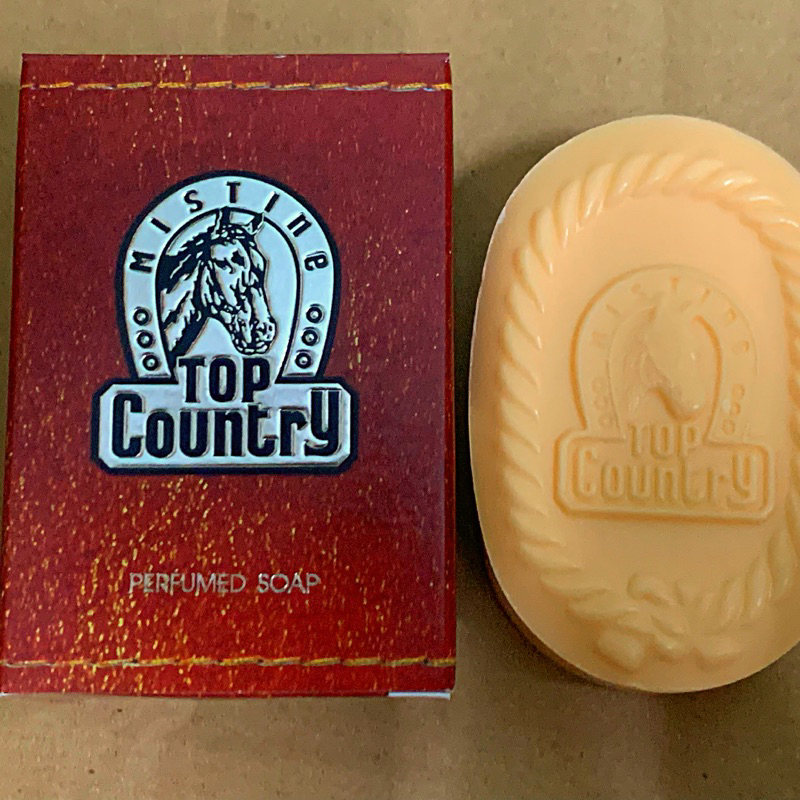 MISTINE
TOP
Country
PERFUMED SOAP
MISTINE
TOP
Country